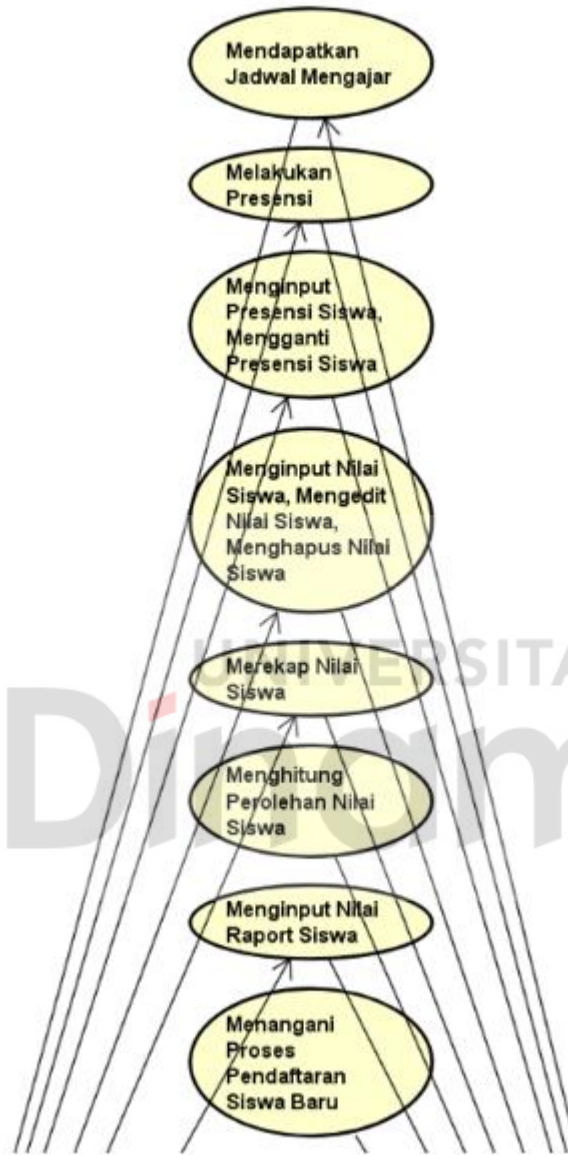 Mendapatkan
Jadwal Mengajar
Melakukan
Presensi
Menginput
Presensi Siswa,
Mengganti
Presensi Siswa
Menginput Nilai
Siswa, Mengedit
Nilai Siswa,
Menghapus Nilai
Siswa
UNIVERSITA
Merekap Nilai
Siswa
Dinam
Menghitung
Perolehan Nilai
Siswa
Menginput Nilai
Raport Siswa
Menangani
Proses
Pendaftaran
Siswa Baru